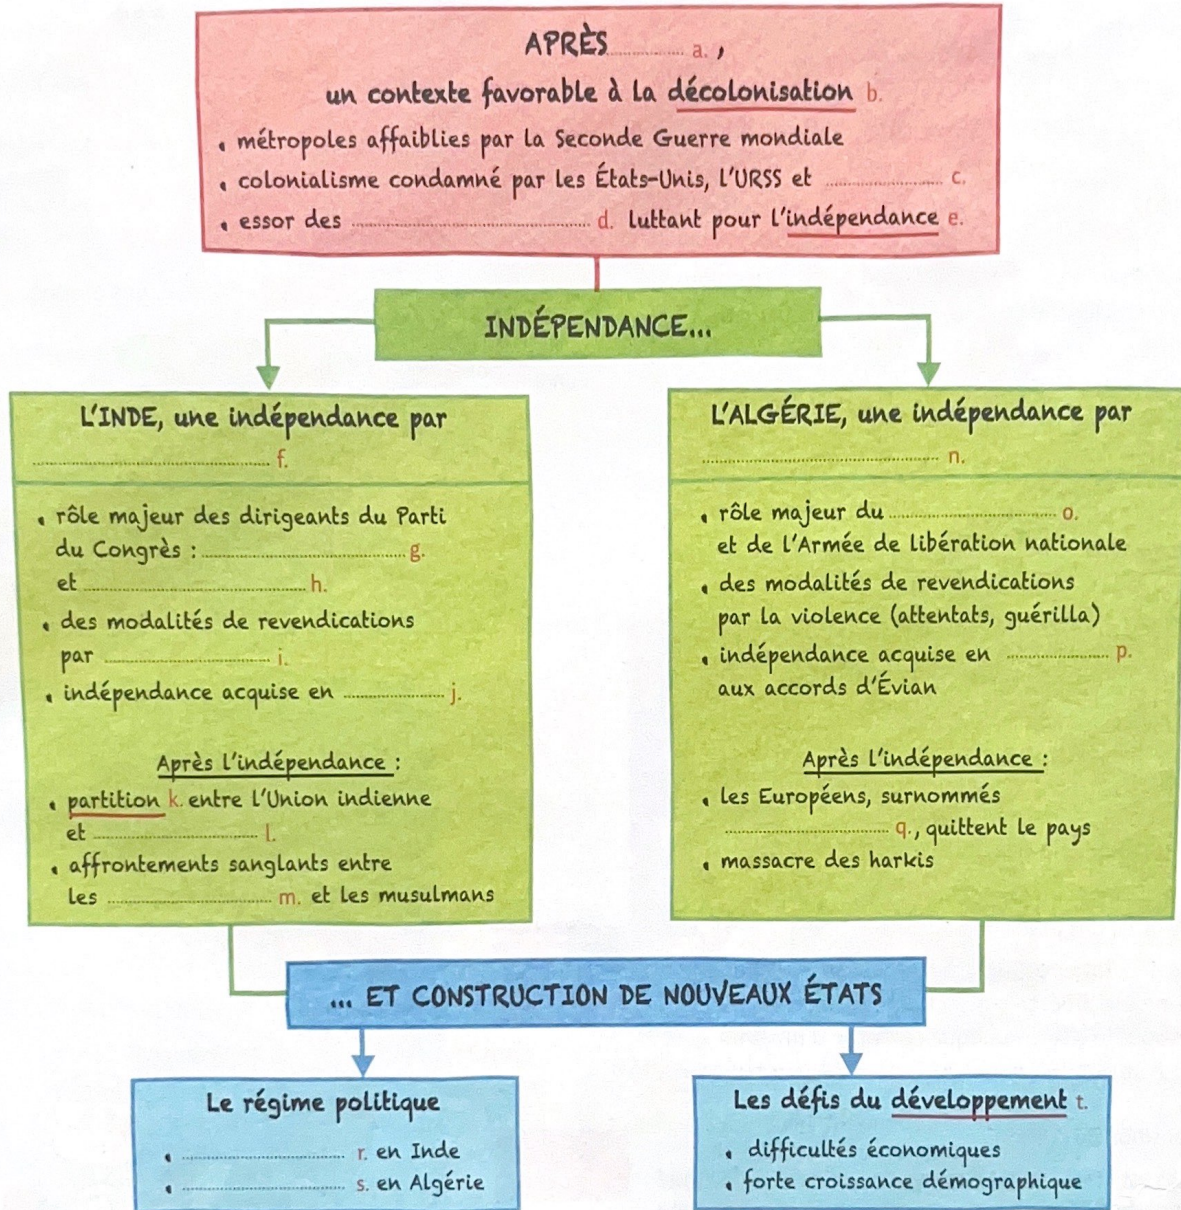 APRÈS ............ a. ,
un contexte favorable à la décolonisation b.
• métropoles affaiblies par la Seconde Guerre mondiale
• colonialisme condamné par les États-Unis, l'URSS et ............ c.
• essor des ............ d. luttant pour l'indépendance e.
INDÉPENDANCE...
L'INDE, une indépendance par
............ f.
• rôle majeur des dirigeants du Parti
du Congrès : ............ g.
et ............ h.
• des modalités de revendications
par ............ i.
• indépendance acquise en ............ j.
Après l'indépendance :
• partition k. entre l'Union indienne
et ............ l.
• affrontements sanglants entre
les ............ m. et les musulmans
L'ALGÉRIE, une indépendance par
............ n.
• rôle majeur du ............ o.
et de l'Armée de libération nationale
• des modalités de revendications
par la violence (attentats, guérilla)
• indépendance acquise en ............ p.
aux accords d'Évian
Après l'indépendance :
• les Européens, surnommés
............ q., quittent le pays
• massacre des harkis
... ET CONSTRUCTION DE NOUVEAUX ÉTATS
Le régime politique
• ............ r. en Inde
• ............ s. en Algérie
Les défis du développement t.
• difficultés économiques
• forte croissance démographique